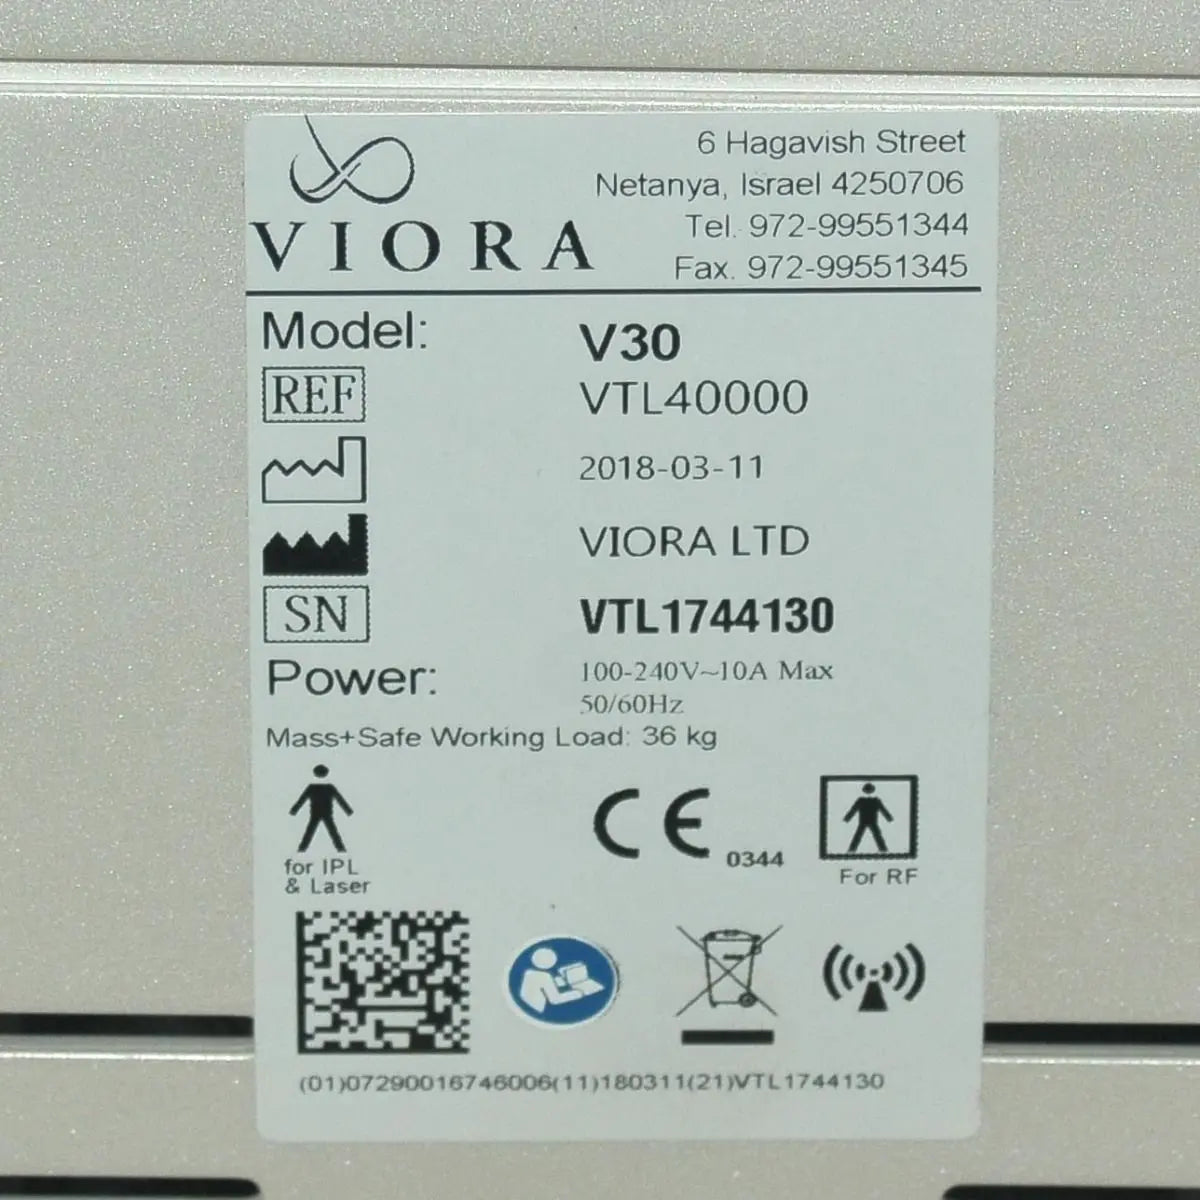 VIORA
6 Hagavish Street
Netanya, Israel 4250706
Tel. 972-99551344
Fax. 972-99551345
Model: V30
REF VTL40000
2018-03-11
VIORA LTD
SN VTL1744130
Power: 100-240V~10A Max
50/60Hz
Mass+Safe Working Load: 36 kg
for IPL
& Laser
CE 0344
For RF
(01)07290016746006(11)180311(21)VTL1744130